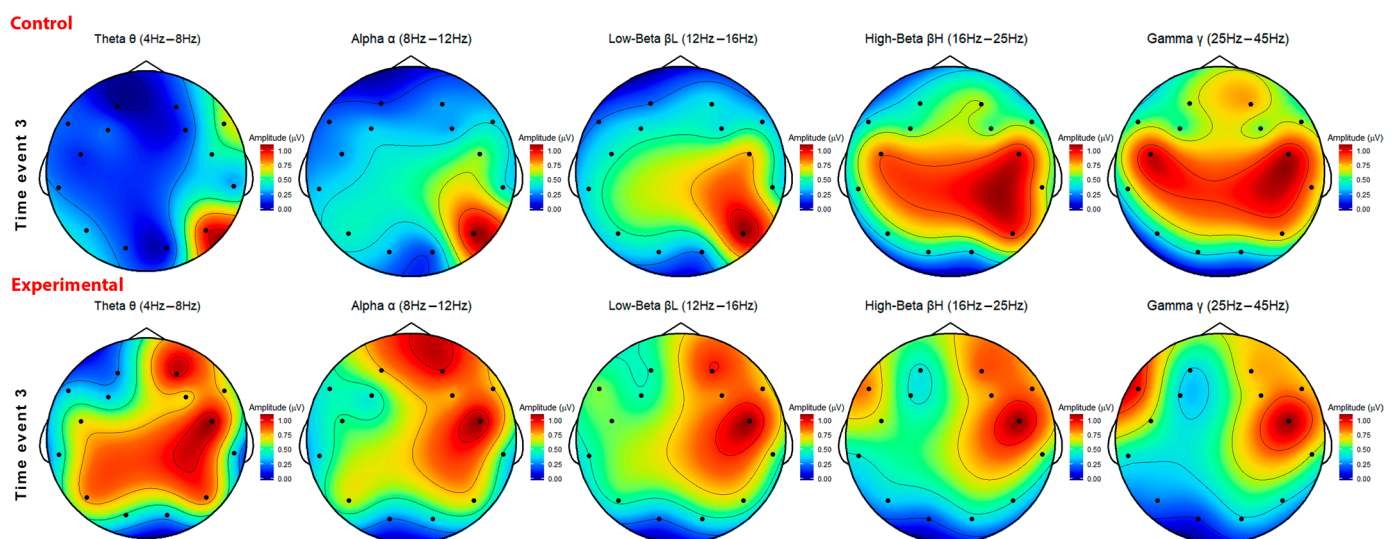 Control
Theta θ (4Hz−8Hz)
Alpha α (8Hz−12Hz)
Low−Beta βL (12Hz−16Hz)
High−Beta βH (16Hz−25Hz)
Gamma γ (25Hz−45Hz)
Time event 3
Amplitude (μV)
1.00
0.75
0.50
0.25
0.00
Amplitude (μV)
1.00
0.75
0.50
0.25
0.00
Amplitude (μV)
1.00
0.75
0.50
0.25
0.00
Amplitude (μV)
1.00
0.75
0.50
0.25
0.00
Amplitude (μV)
1.00
0.75
0.50
0.25
0.00
Experimental
Theta θ (4Hz−8Hz)
Alpha α (8Hz−12Hz)
Low−Beta βL (12Hz−16Hz)
High−Beta βH (16Hz−25Hz)
Gamma γ (25Hz−45Hz)
Time event 3
Amplitude (μV)
1.00
0.75
0.50
0.25
0.00
Amplitude (μV)
1.00
0.75
0.50
0.25
0.00
Amplitude (μV)
1.00
0.75
0.50
0.25
0.00
Amplitude (μV)
1.00
0.75
0.50
0.25
0.00
Amplitude (μV)
1.00
0.75
0.50
0.25
0.00